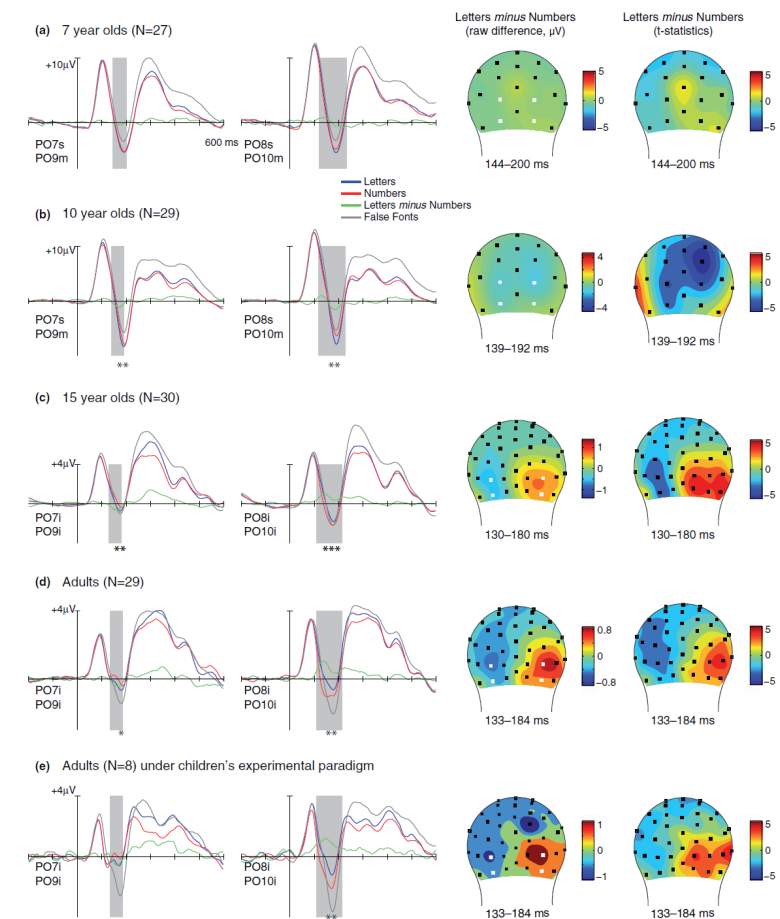 Letters minus Numbers
(raw difference, μV)
Letters minus Numbers
(t-statistics)
(a) 7 year olds (N=27)
+10μV
PO7s
PO9m
600 ms
PO8s
PO10m
5
0
−5
144–200 ms
5
0
−5
144–200 ms
Letters
Numbers
Letters minus Numbers
False Fonts
(b) 10 year olds (N=29)
+10μV
PO7s
PO9m
**
PO8s
PO10m
**
4
0
−4
139–192 ms
5
0
−5
139–192 ms
(c) 15 year olds (N=30)
+4μV
PO7i
PO9i
**
PO8i
PO10i
***
1
0
−1
130–180 ms
5
0
−5
130–180 ms
(d) Adults (N=29)
+4μV
PO7i
PO9i
*
PO8i
PO10i
**
0.8
0
−0.8
133–184 ms
5
0
−5
133–184 ms
(e) Adults (N=8) under children's experimental paradigm
+4μV
PO7i
PO9i
PO8i
PO10i
**
1
0
−1
133–184 ms
5
0
−5
133–184 ms